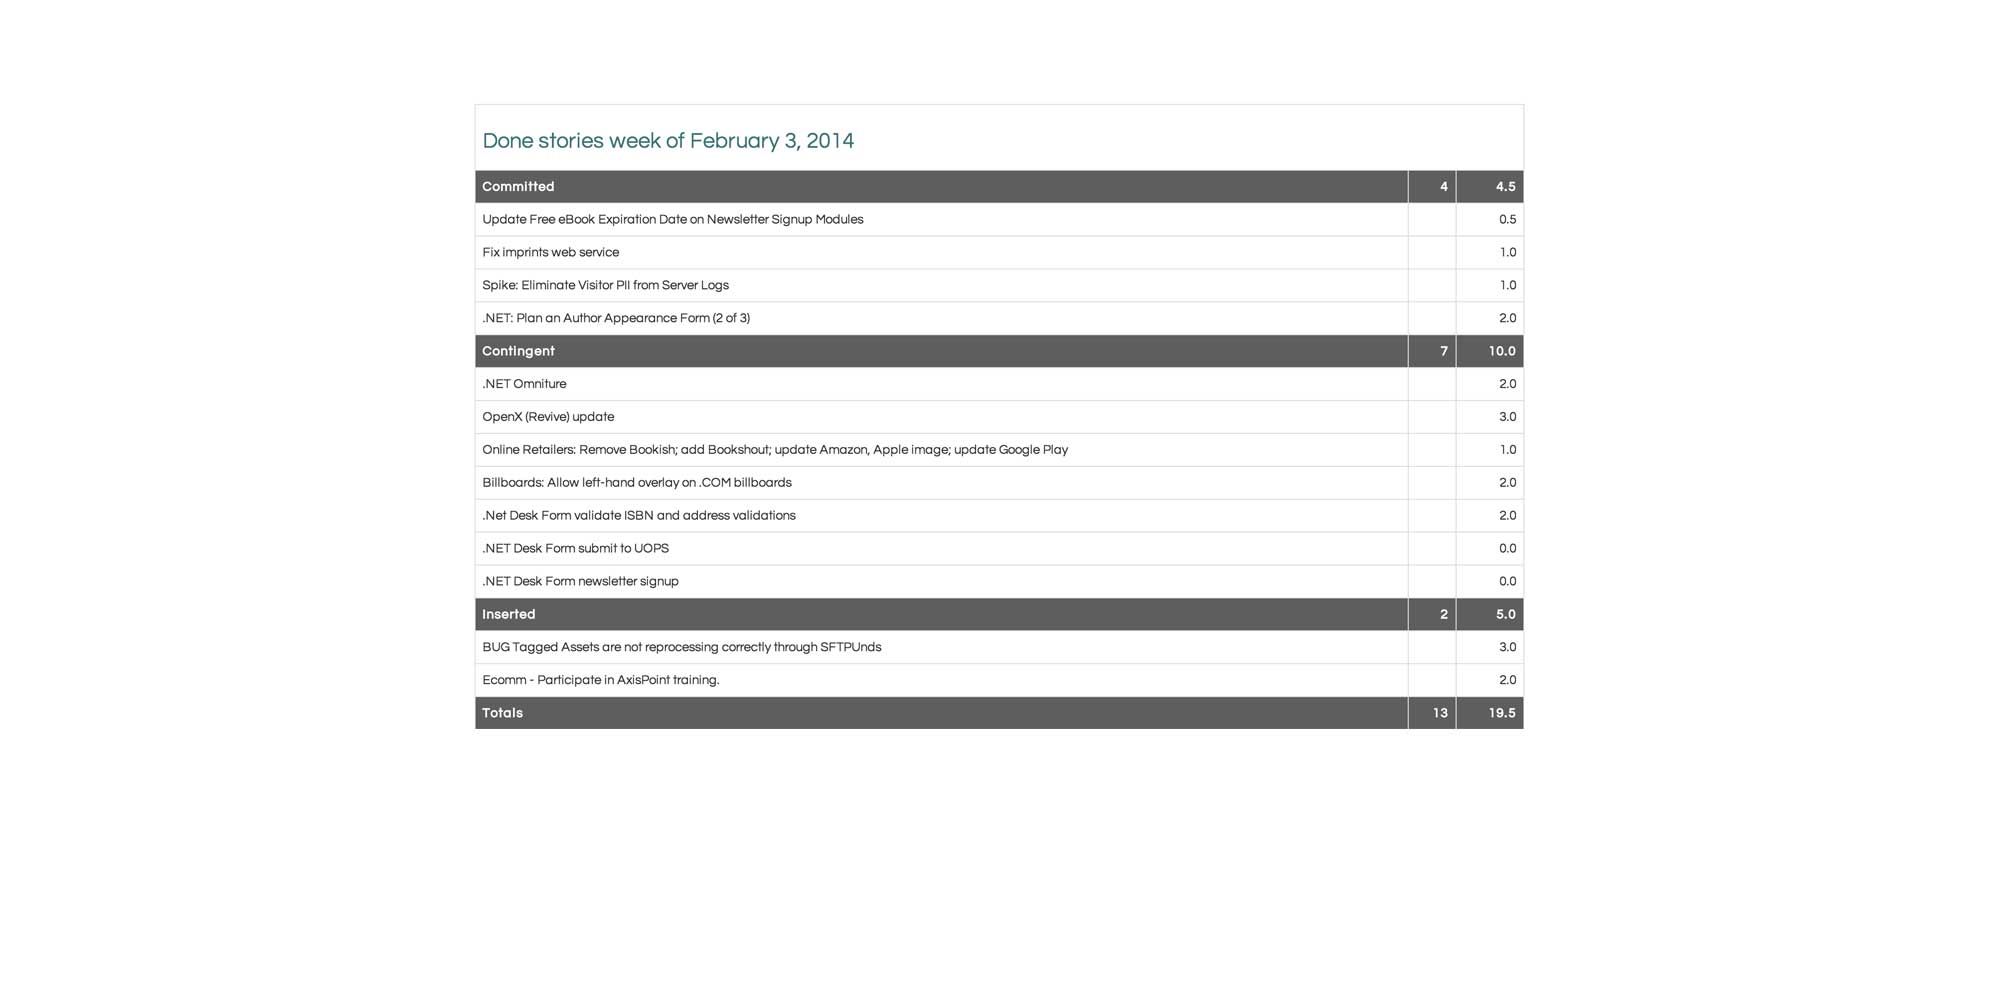 Done stories week of February 3, 2014
Committed 4 4.5
Update Free eBook Expiration Date on Newsletter Signup Modules 0.5
Fix imprints web service 1.0
Spike: Eliminate Visitor PII from Server Logs 1.0
.NET: Plan an Author Appearance Form (2 of 3) 2.0
Contingent 7 10.0
.NET Omniture 2.0
OpenX (Revive) update 3.0
Online Retailers: Remove Bookish; add Bookshout; update Amazon, Apple image; update Google Play 1.0
Billboards: Allow left-hand overlay on .COM billboards 2.0
.Net Desk Form validate ISBN and address validations 2.0
.NET Desk Form submit to UOPS 0.0
.NET Desk Form newsletter signup 0.0
Inserted 2 5.0
BUG Tagged Assets are not reprocessing correctly through SFTPUnds 3.0
Ecomm - Participate in AxisPoint training. 2.0
Totals 13 19.5